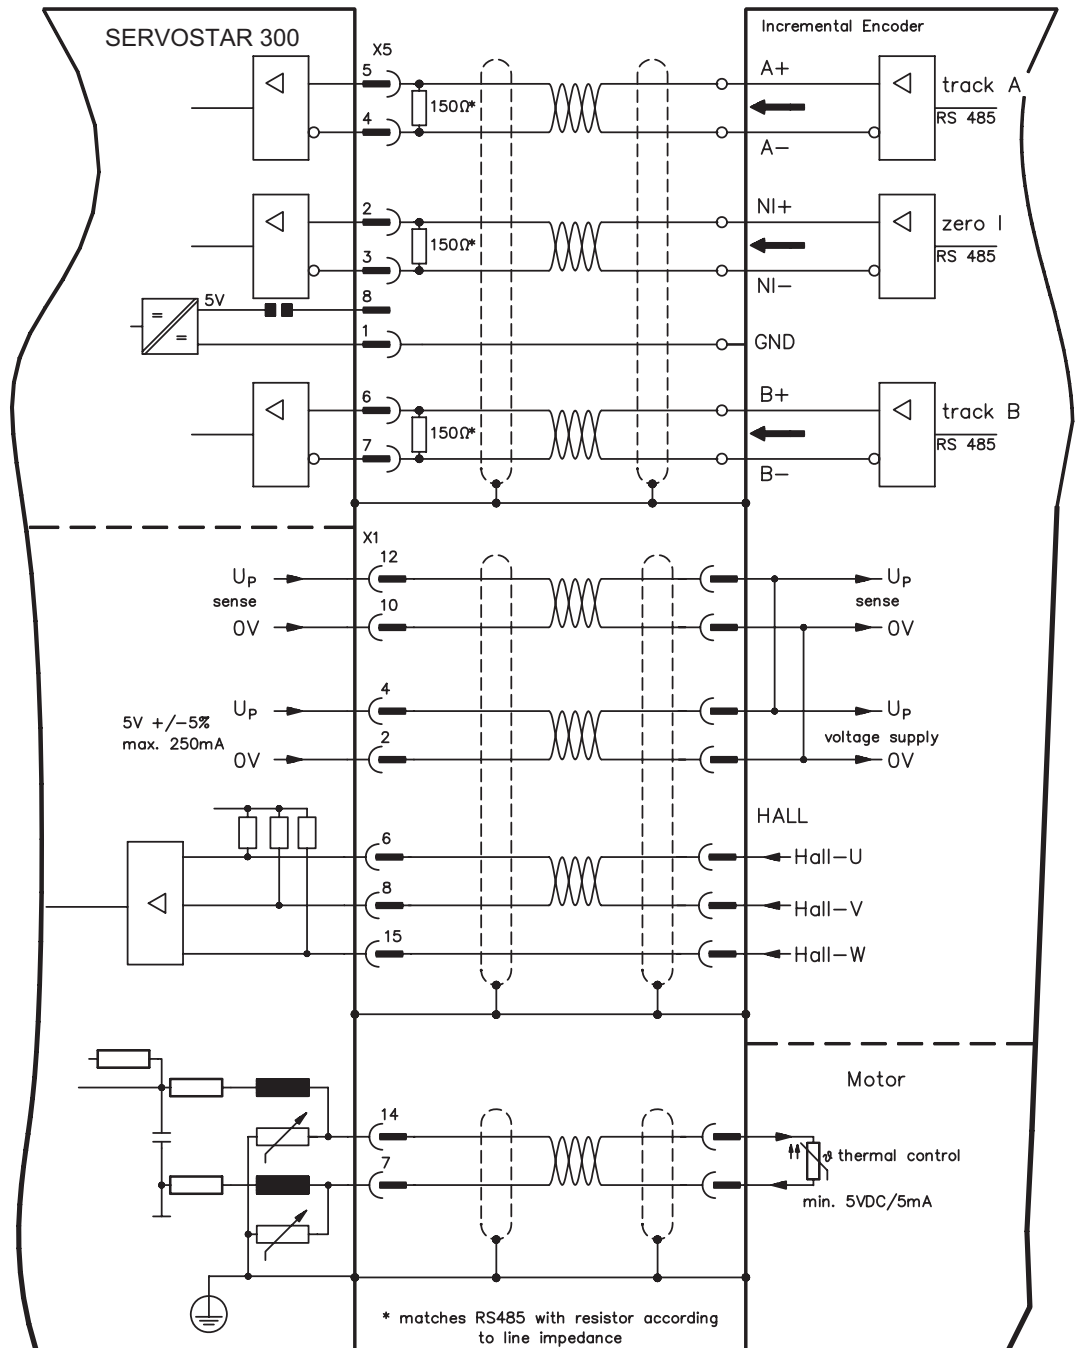 SERVOSTAR 300
Incremental Encoder
X5
5
150Ω*
4
A+
A-
track A
RS 485
2
150Ω*
3
NI+
NI-
zero I
RS 485
5V
8
=
=
1
GND
6
150Ω*
7
B+
B-
track B
RS 485
X1
12
UP
sense
0V
10
UP
sense
0V
4
5V +/-5%
max. 250mA
UP
0V
2
UP
voltage supply
0V
HALL
6
Hall-U
8
Hall-V
15
Hall-W
Motor
14
7
ϑ thermal control
min. 5VDC/5mA
* matches RS485 with resistor according
to line impedance